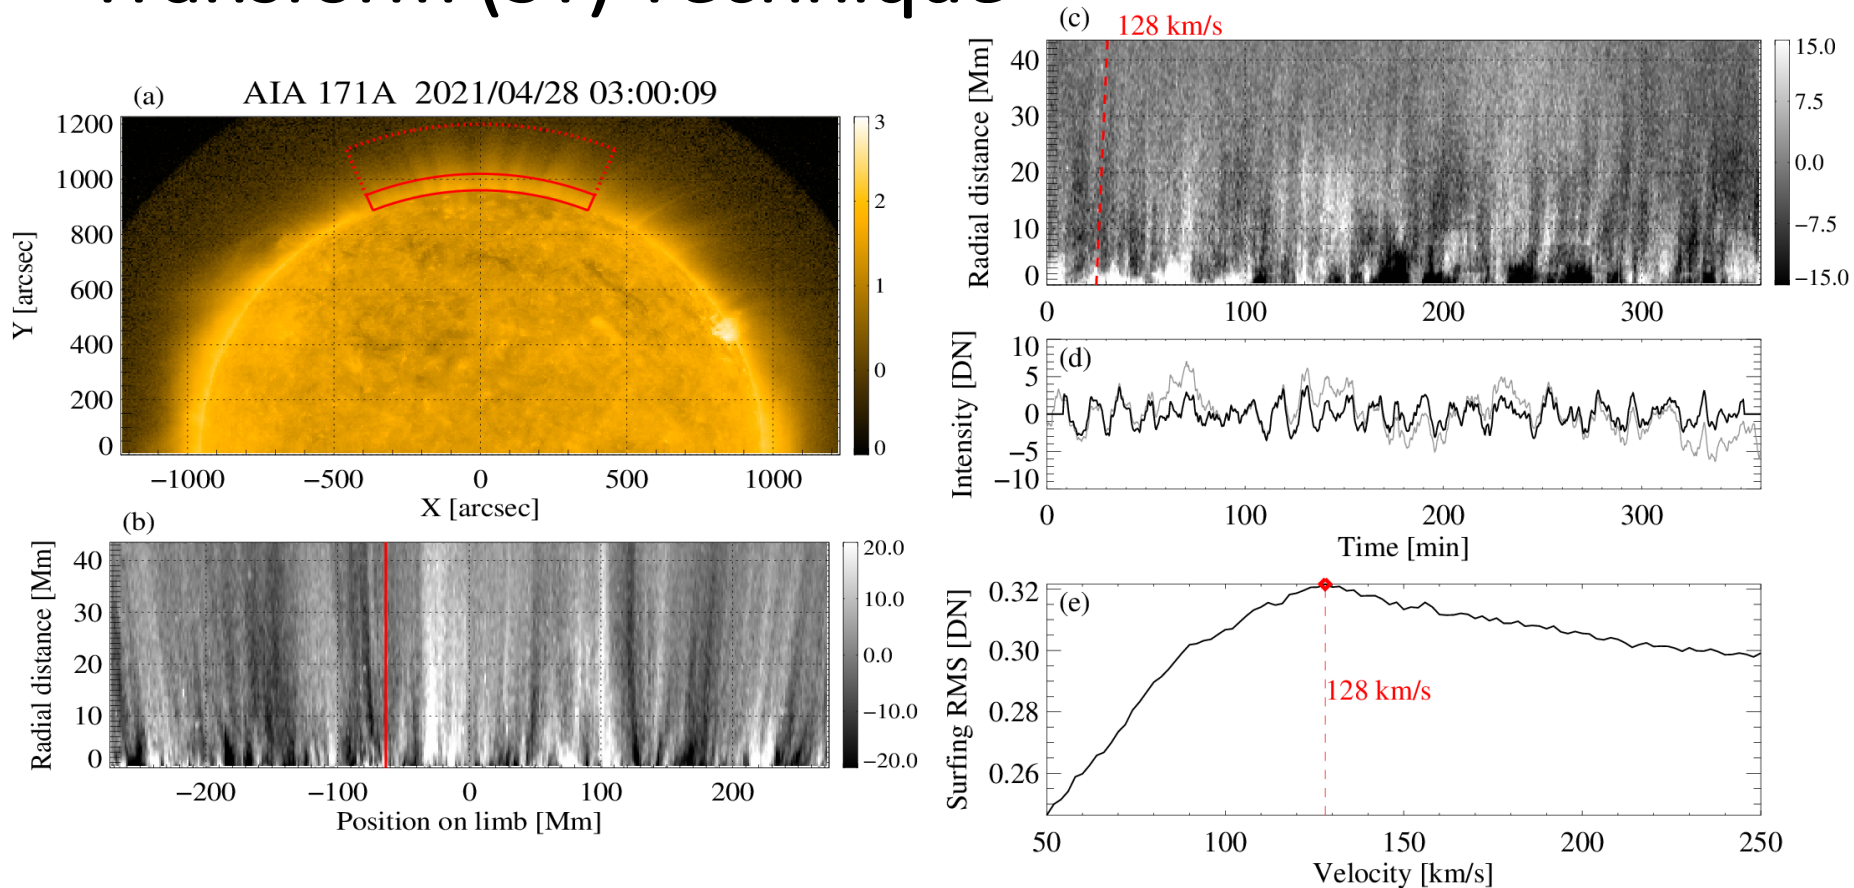 Transform (ST) Technique
(a) AIA 171A 2021/04/28 03:00:09
1200
1000
800
600
400
200
0
Y [arcsec]
−1000 −500 0 500 1000
X [arcsec]
3
2
1
0
0
(b)
40
30
20
10
0
Radial distance [Mm]
−200 −100 0 100 200
Position on limb [Mm]
20.0
10.0
0.0
−10.0
−20.0
(c) 128 km/s
40
30
20
10
0
Radial distance [Mm]
0 100 200 300
15.0
7.5
0.0
−7.5
−15.0
(d)
10
5
0
−5
−10
Intensity [DN]
0 100 200 300
Time [min]
(e)
0.32
0.30
0.28
0.26
Surfing RMS [DN]
128 km/s
50 100 150 200 250
Velocity [km/s]